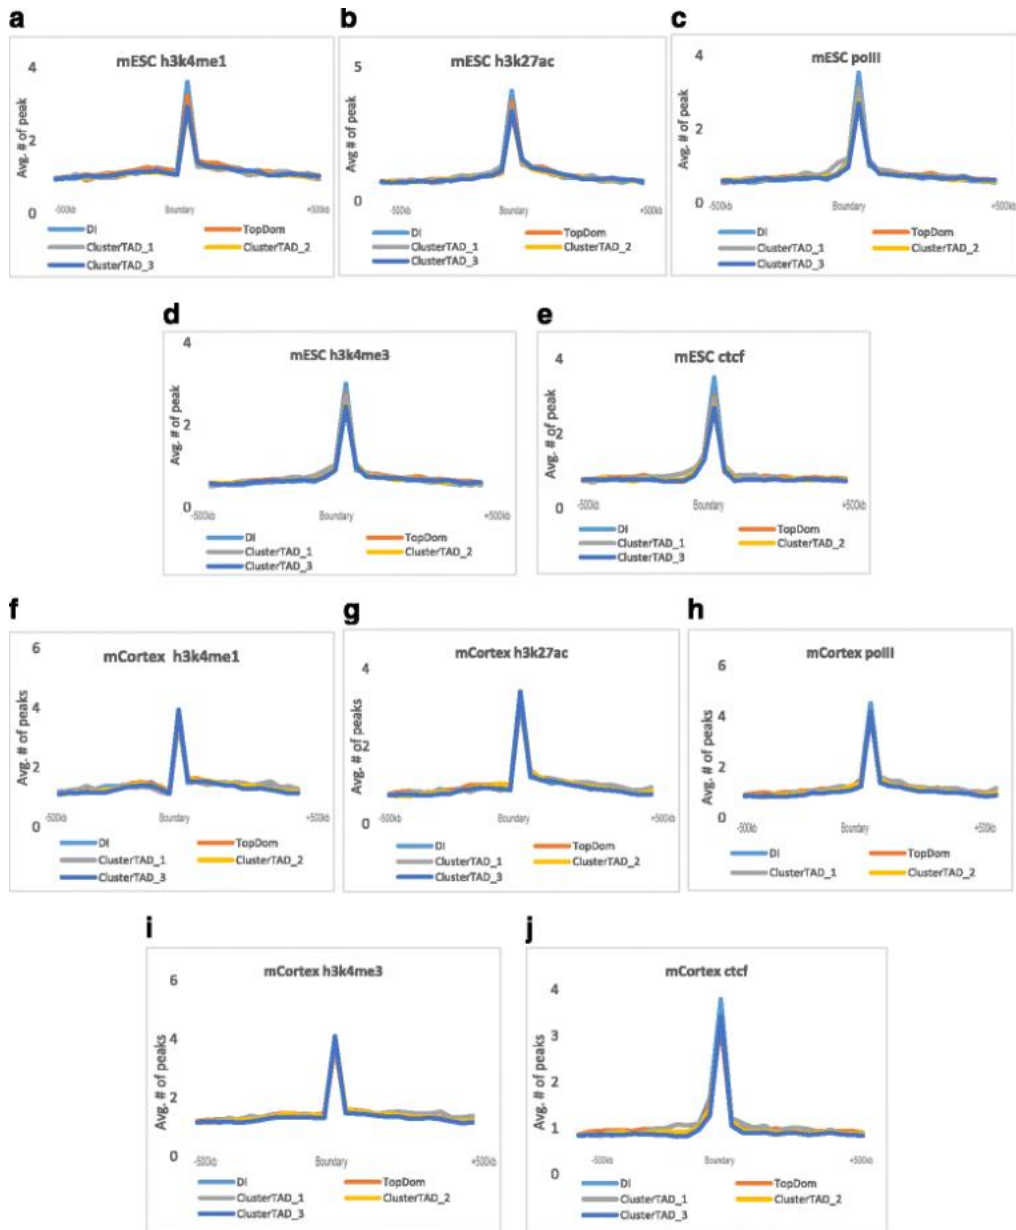 a
mESC h3k4me1
Avg. # of peak
4
2
0
-500kb Boundary +500kb
DI TopDom
ClusterTAD_1 ClusterTAD_2
ClusterTAD_3
b
mESC h3k27ac
Avg. # of peak
5
0
-500kb Boundary +500kb
DI TopDom
ClusterTAD_1 ClusterTAD_2
ClusterTAD_3
c
mESC polII
Avg. # of peak
4
2
0
-500kb Boundary +500kb
DI TopDom
ClusterTAD_1 ClusterTAD_2
ClusterTAD_3
d
mESC h3k4me3
Avg. # of peak
4
2
0
-500kb Boundary +500kb
DI TopDom
ClusterTAD_1 ClusterTAD_2
ClusterTAD_3
e
mESC ctcf
Avg. # of peak
4
2
0
-500kb Boundary +500kb
DI TopDom
ClusterTAD_1 ClusterTAD_2
ClusterTAD_3
f
mCortex h3k4me1
Avg. # of peaks
6
4
2
0
-500kb Boundary +500kb
DI TopDom
ClusterTAD_1 ClusterTAD_2
ClusterTAD_3
g
mCortex h3k27ac
Avg. # of peaks
4
2
0
-500kb Boundary +500kb
DI TopDom
ClusterTAD_1 ClusterTAD_2
ClusterTAD_3
h
mCortex polII
Avg. # of peaks
6
4
2
0
-500kb Boundary +500kb
DI TopDom
ClusterTAD_1 ClusterTAD_2
i
mCortex h3k4me3
Avg. # of peaks
6
4
2
0
-500kb Boundary +500kb
DI TopDom
ClusterTAD_1 ClusterTAD_2
ClusterTAD_3
j
mCortex ctcf
Avg. # of peaks
4
3
2
1
0
-500kb Boundary +500kb
DI TopDom
ClusterTAD_1 ClusterTAD_2
ClusterTAD_3